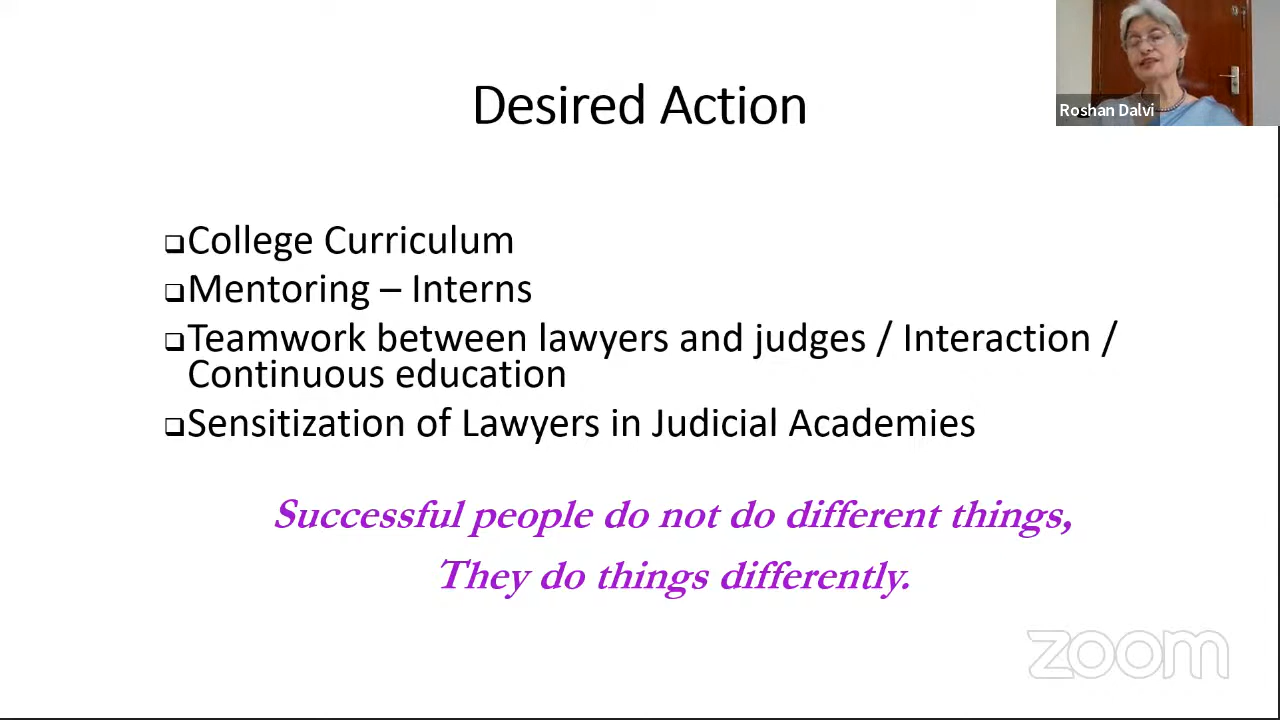 Desired Action
Roshan Dalvi
❑College Curriculum
❑Mentoring – Interns
❑Teamwork between lawyers and judges / Interaction /
Continuous education
❑Sensitization of Lawyers in Judicial Academies
Successful people do not do different things,
They do things differently.
zoom